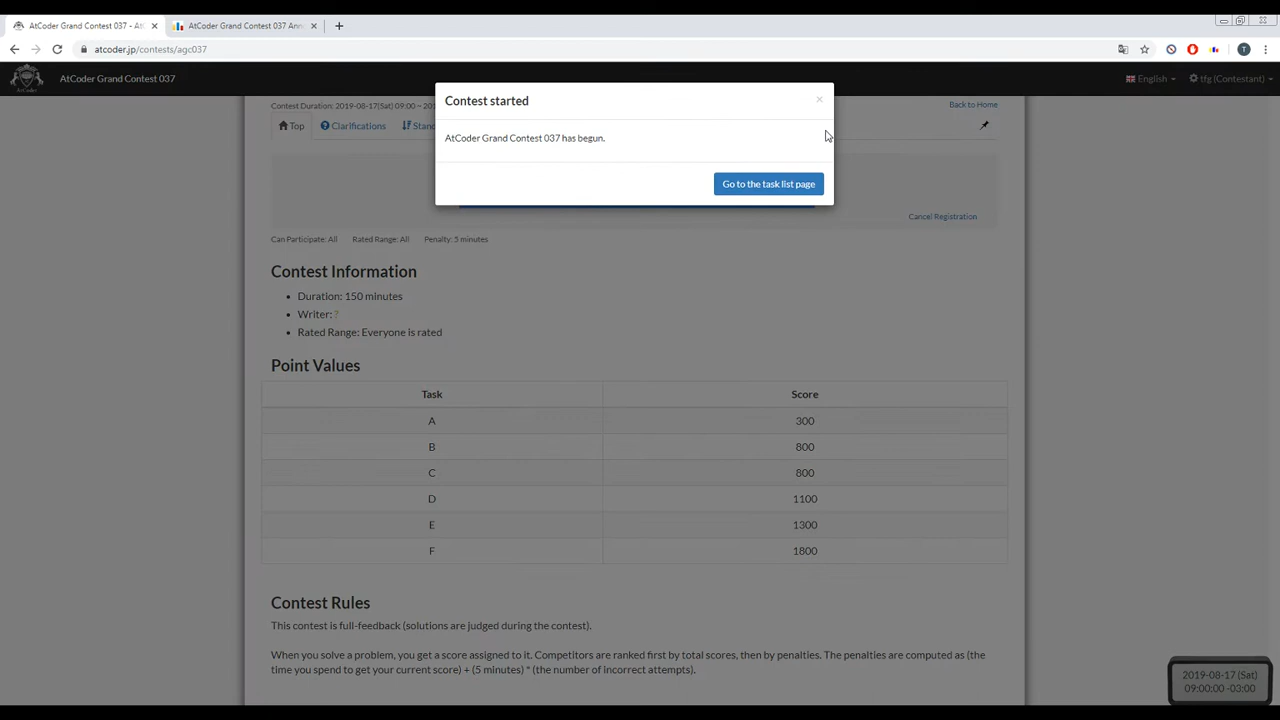 AtCoder Grand Contest 037 - At
AtCoder Grand Contest 037 Ann
atcoder.jp/contests/agc037
T
AtCoder
AtCoder Grand Contest 037
English
tfg (Contestant)
Contest Duration: 2019-08-17(Sat) 09:00 ~ 20
Back to Home
Top
Clarifications
Stand
Contest started
×
AtCoder Grand Contest 037 has begun.
Go to the task list page
Cancel Registration
Can Participate: All Rated Range: All Penalty: 5 minutes
Contest Information
Duration: 150 minutes
Writer: ?
Rated Range: Everyone is rated
Point Values
Task Score
A 300
B 800
C 800
D 1100
E 1300
F 1800
Contest Rules
This contest is full-feedback (solutions are judged during the contest).
When you solve a problem, you get a score assigned to it. Competitors are ranked first by total scores, then by penalties. The penalties are computed as (the
time you spend to get your current score) + (5 minutes) * (the number of incorrect attempts).
2019-08-17 (Sat)
09:00:00 -03:00